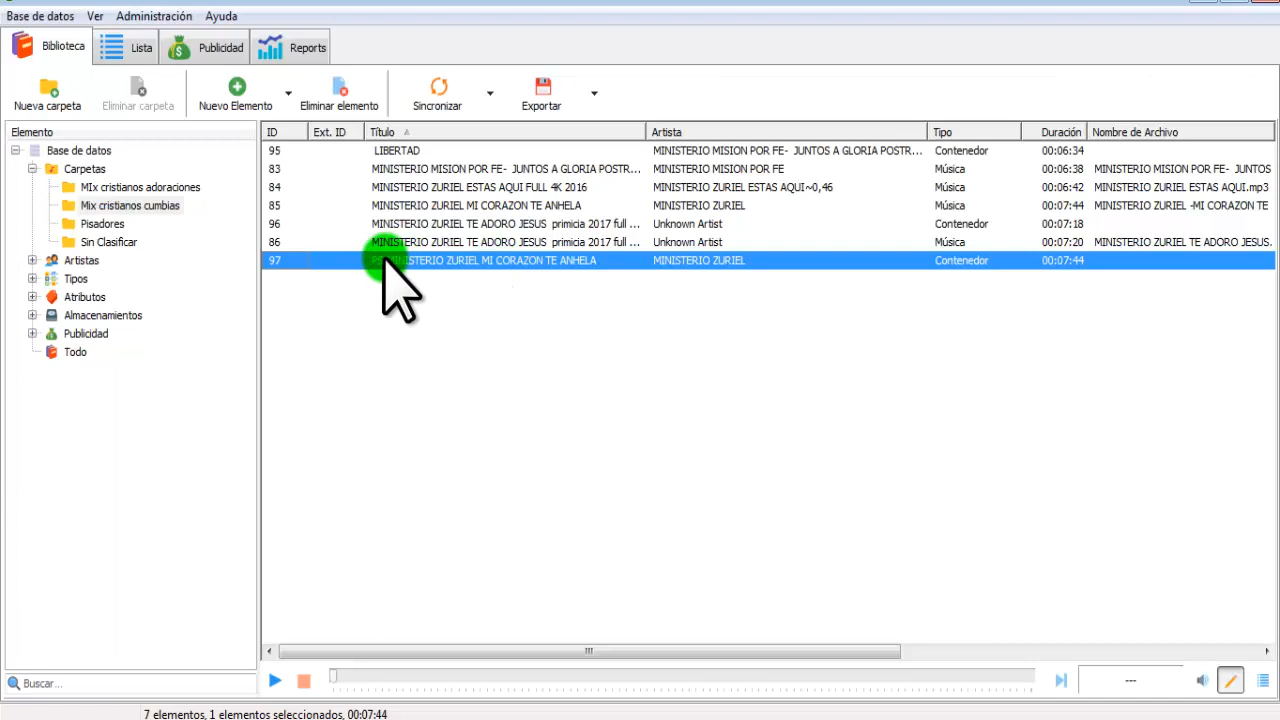 Base de datos Ver Administración Ayuda
Biblioteca Lista Publicidad Reports
Nueva carpeta Eliminar carpeta Nuevo Elemento Eliminar elemento Sincronizar Exportar
Elemento
Base de datos
Carpetas
MIx cristianos adoraciones
Mix cristianos cumbias
Pisadores
Sin Clasificar
Artistas
Tipos
Atributos
Almacenamientos
Publicidad
Todo
Buscar...
ID Ext. ID Título Artista Tipo Duración Nombre de Archivo
95 LIBERTAD MINISTERIO MISION POR FE- JUNTOS A GLORIA POSTR... Contenedor 00:06:34
83 MINISTERIO MISION POR FE- JUNTOS A GLORIA POSTR... MINISTERIO MISION POR FE Música 00:06:38 MINISTERIO MISION POR FE- JUNTOS
84 MINISTERIO ZURIEL ESTAS AQUI FULL 4K 2016 MINISTERIO ZURIEL ESTAS AQUI~0,46 Música 00:06:42 MINISTERIO ZURIEL ESTAS AQUI.mp3
85 MINISTERIO ZURIEL MI CORAZON TE ANHELA MINISTERIO ZURIEL Música 00:07:44 MINISTERIO ZURIEL -MI CORAZON TE
96 MINISTERIO ZURIEL TE ADORO JESUS primicia 2017 full ... Unknown Artist Contenedor 00:07:18
86 MINISTERIO ZURIEL TE ADORO JESUS primicia 2017 full ... Unknown Artist Música 00:07:20 MINISTERIO ZURIEL TE ADORO JESUS.
97 ZURIEL MI CORAZON TE ANHELA MINISTERIO ZURIEL Contenedor 00:07:44
---
7 elementos, 1 elementos seleccionados, 00:07:44